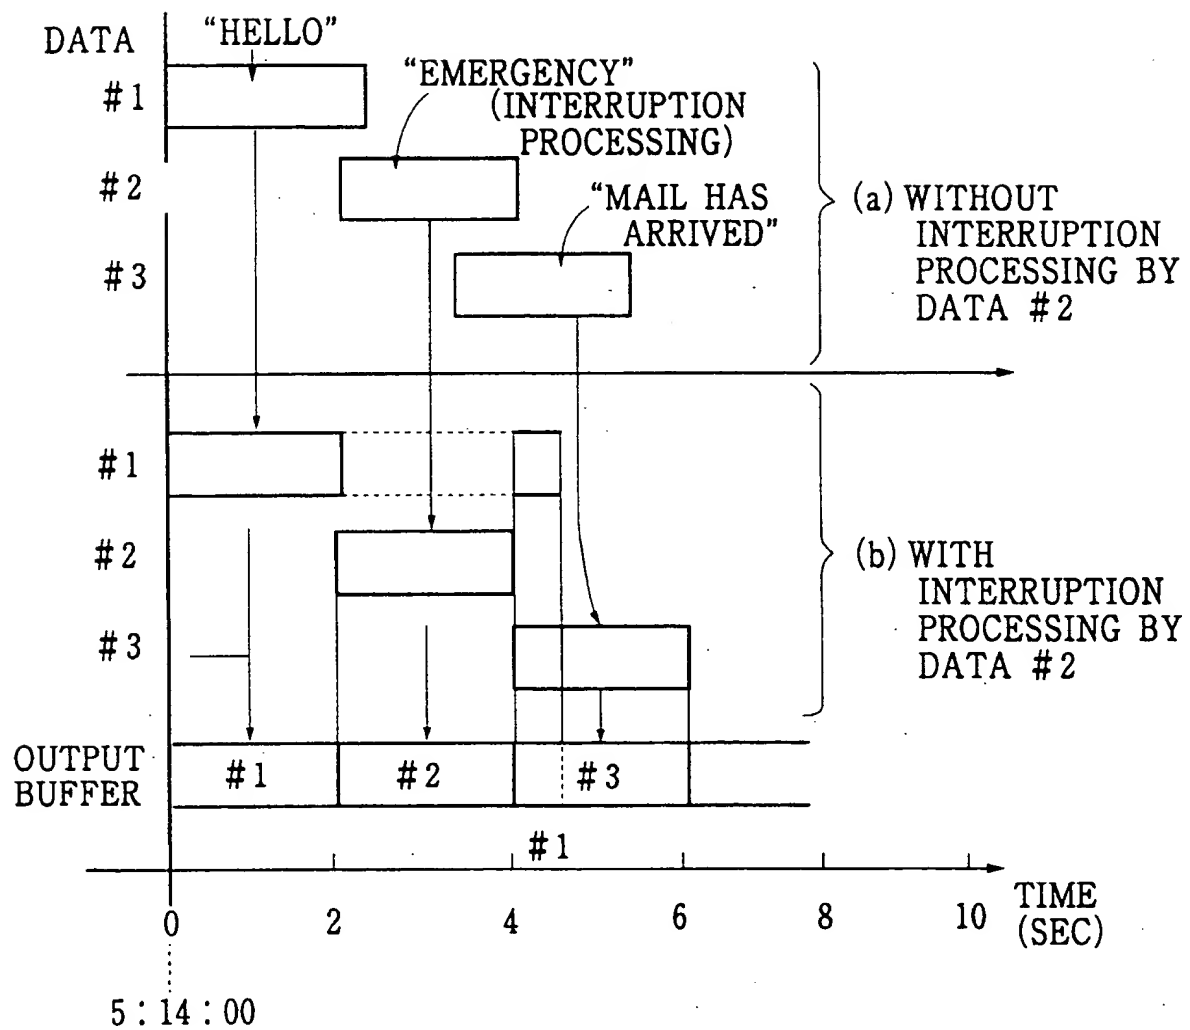 DATA
“HELLO”
#1
“EMERGENCY”
(INTERRUPTION
PROCESSING)
#2
“MAIL HAS
ARRIVED”
#3
(a) WITHOUT
INTERRUPTION
PROCESSING BY
DATA #2
#1
#2
#3
(b) WITH
INTERRUPTION
PROCESSING BY
DATA #2
OUTPUT
BUFFER
#1
#2
#3
#1
0
2
4
6
8
10
TIME
(SEC)
5:14:00